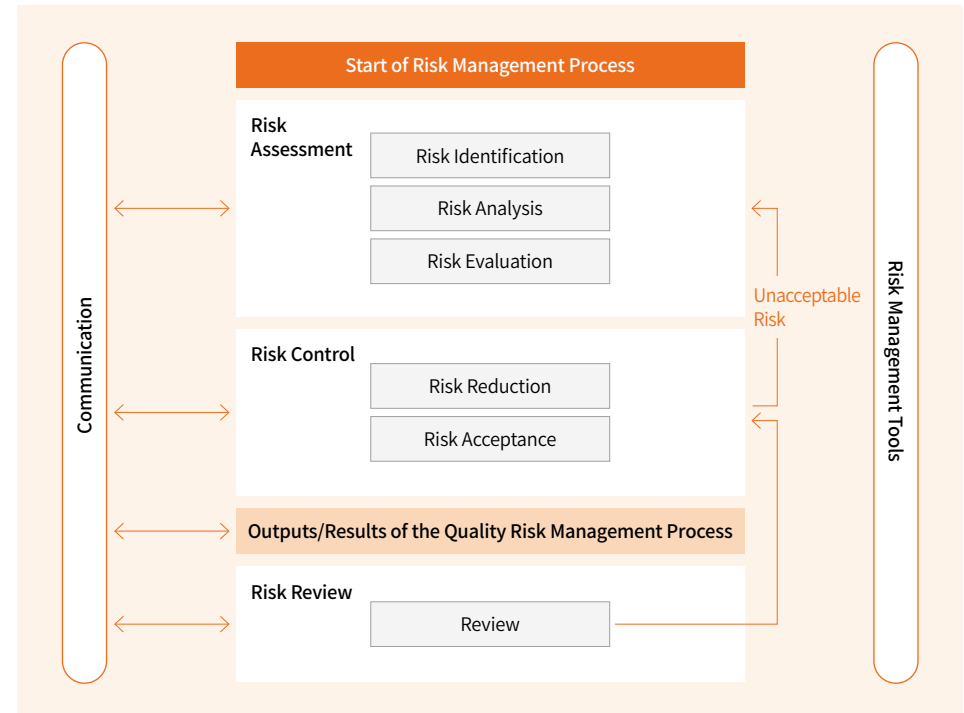 Start of Risk Management Process
Risk
Assessment
Risk Identification
Risk Analysis
Risk Evaluation
Unacceptable
Risk
Risk Control
Risk Reduction
Risk Acceptance
Outputs/Results of the Quality Risk Management Process
Risk Review
Review
Communication
Risk Management Tools